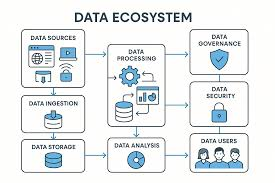 DATA ECOSYSTEM
DATA SOURCES
DATA INGESTION
DATA STORAGE
DATA
PROCESSING
DATA ANALYSIS
DATA
GOVERNANCE
DATA
SECURITY
DATA USERS